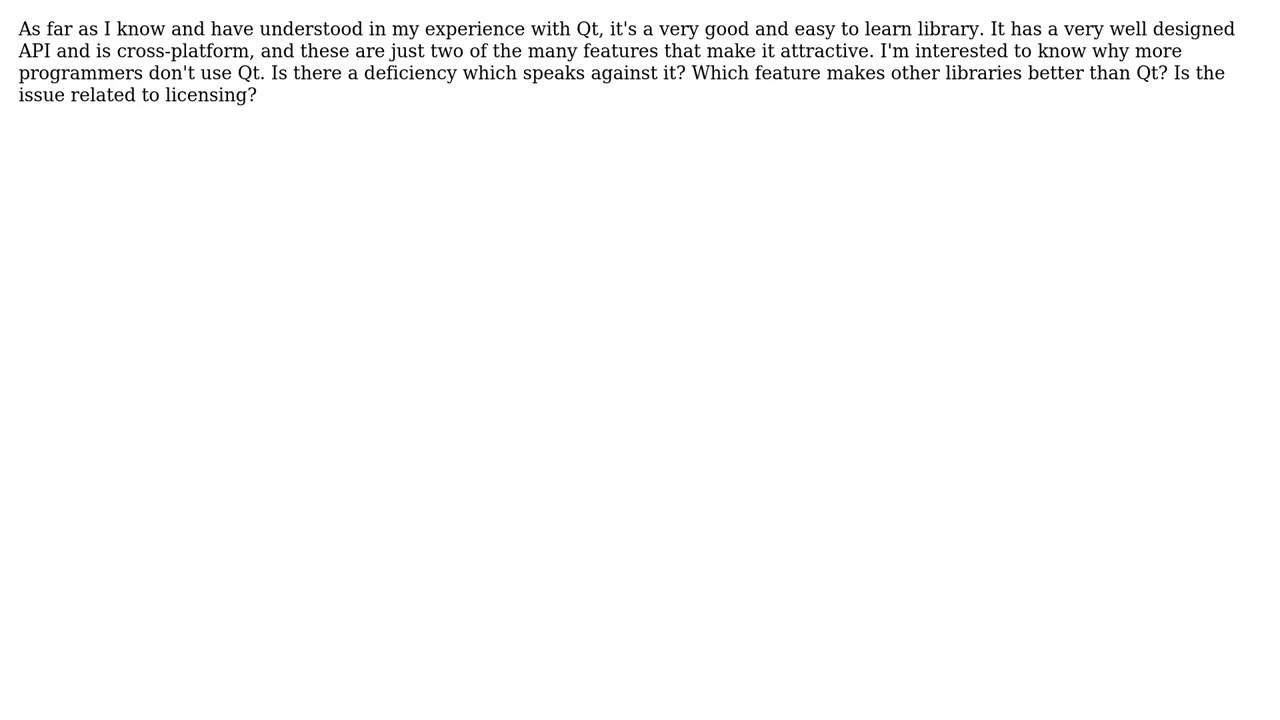 As far as I know and have understood in my experience with Qt, it's a very good and easy to learn library. It has a very well designed
API and is cross-platform, and these are just two of the many features that make it attractive. I'm interested to know why more
programmers don't use Qt. Is there a deficiency which speaks against it? Which feature makes other libraries better than Qt? Is the
issue related to licensing?